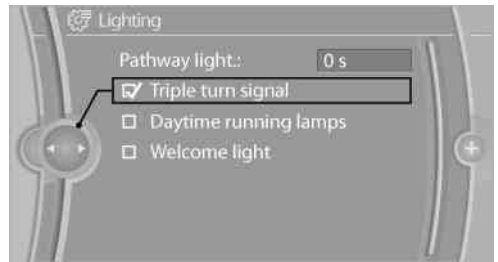 Lighting
Pathway light.: 0 s
Triple turn signal
Daytime running lamps
Welcome light